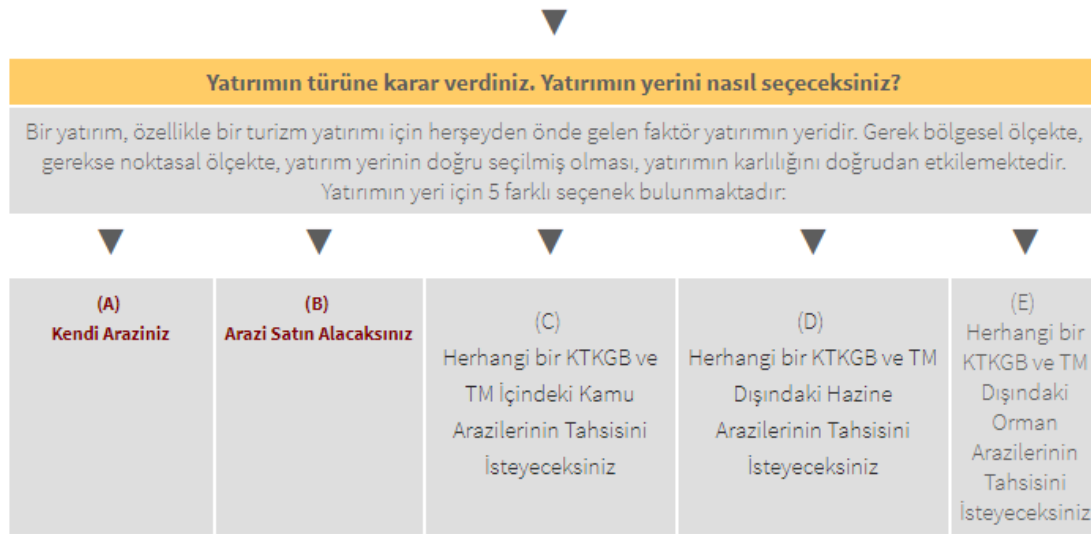 Yatırımın türüne karar verdiniz. Yatırımın yerini nasıl seçeceksiniz?
Bir yatırım, özellikle bir turizm yatırımı için herşeyden önde gelen faktör yatırımın yeridir. Gerek bölgesel ölçekte,
gerekse noktasal ölçekte, yatırım yerinin doğru seçilmiş olması, yatırımın karlılığını doğrudan etkilemektedir.
Yatırımın yeri için 5 farklı seçenek bulunmaktadır:
(A)
Kendi Araziniz
(B)
Arazi Satın Alacaksınız
(C)
Herhangi bir KTKGB ve
TM İçindeki Kamu
Arazilerinin Tahsisini
İsteyeceksiniz
(D)
Herhangi bir KTKGB ve TM
Dışındaki Hazine
Arazilerinin Tahsisini
İsteyeceksiniz
(E)
Herhangi bir
KTKGB ve TM
Dışındaki
Orman
Arazilerinin
Tahsisini
İsteyeceksiniz